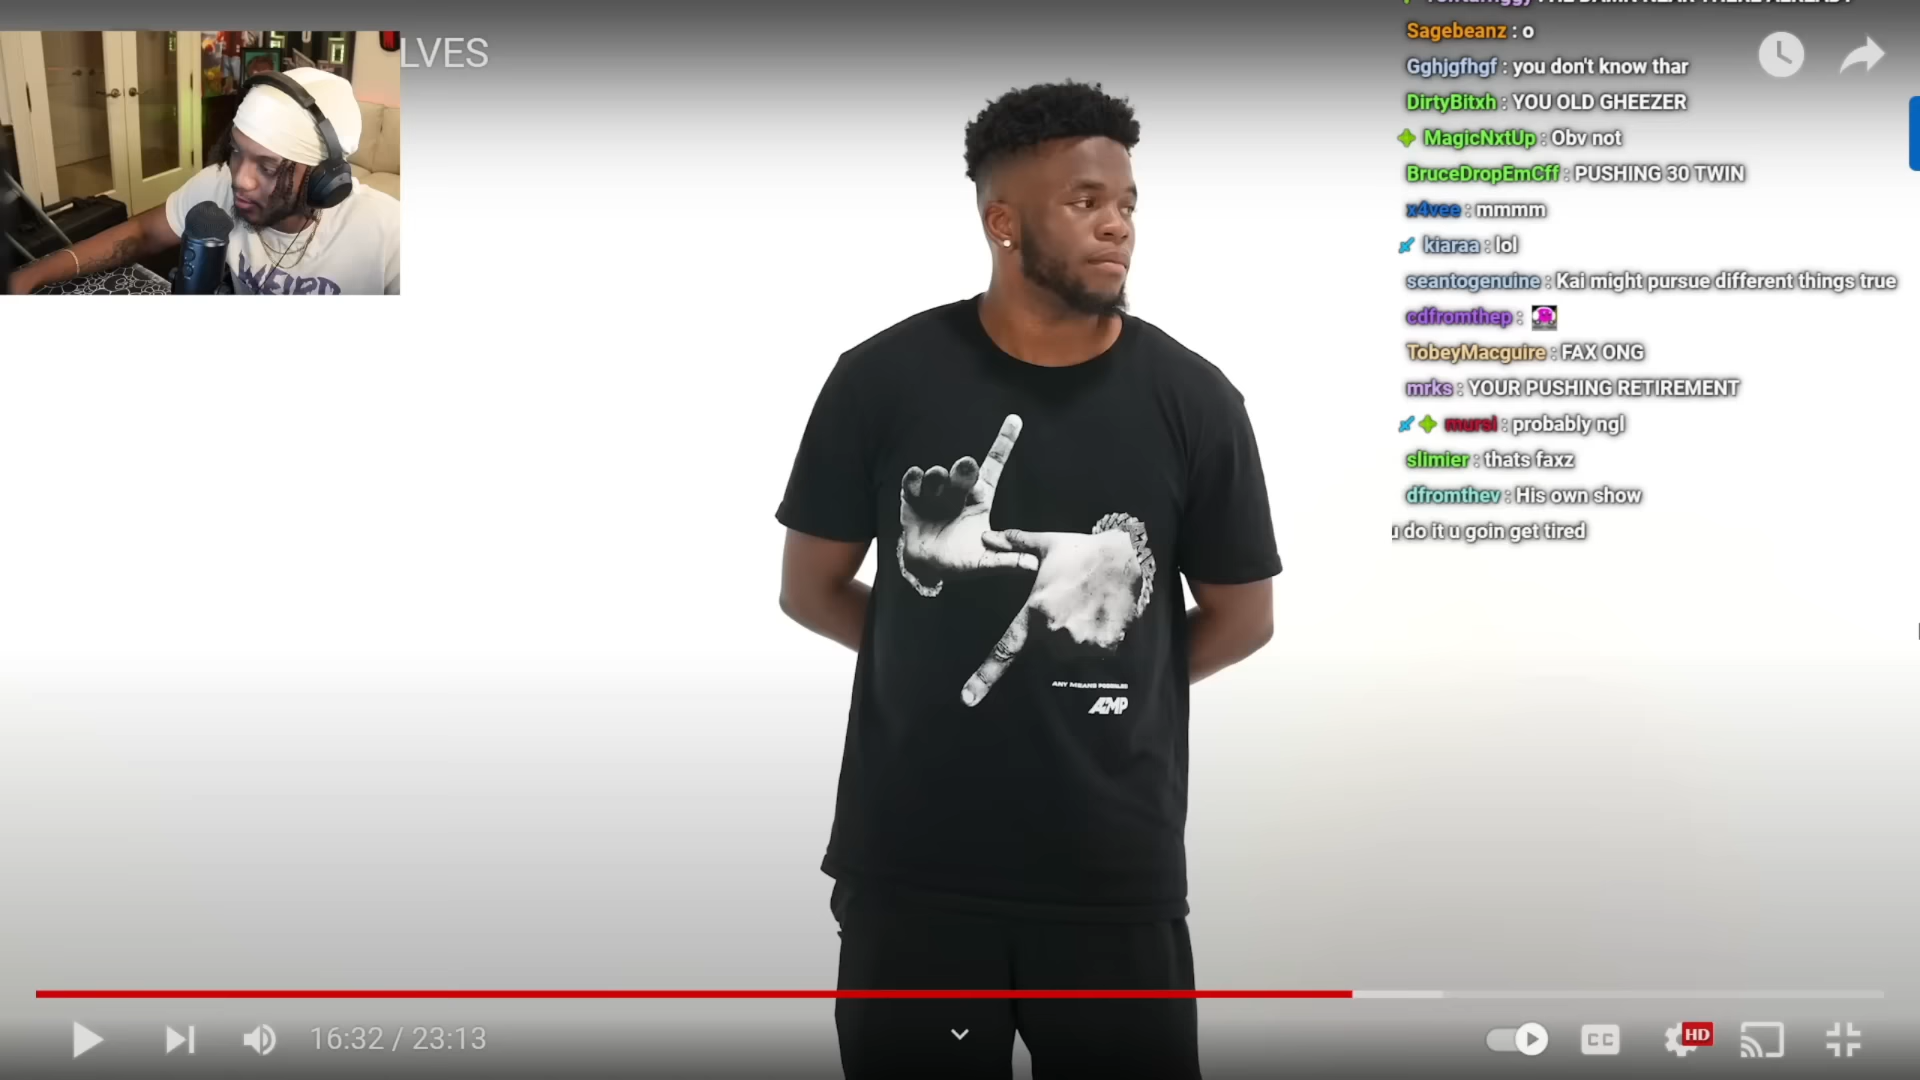 LVES
Sagebeanz : o
Gghjgfhgf : you don't know thar
DirtyBitxh : YOU OLD GHEEZER
MagicNxtUp : Obv not
BruceDropEmCff : PUSHING 30 TWIN
x4vee : mmmm
kiaraa : lol
seantogenuine : Kai might pursue different things true
cdfromthep :
TobeyMacguire : FAX ONG
mrks : YOUR PUSHING RETIREMENT
mursi : probably ngl
slimier : thats faxz
dfromthev : His own show
u do it u goin get tired
WEIRD
ANY MEANS POSSIBLE
AMP
16:32 / 23:13
CC
HD